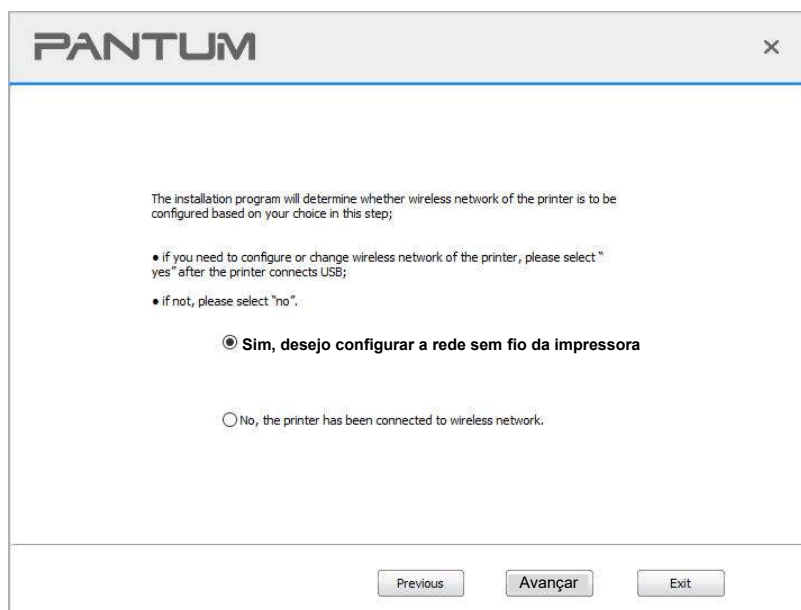 PANTUM
The installation program will determine whether wireless network of the printer is to be
configured based on your choice in this step;
● if you need to configure or change wireless network of the printer, please select "
yes" after the printer connects USB;
● if not, please select "no".
Sim, desejo configurar a rede sem fio da impressora
No, the printer has been connected to wireless network.
Previous Avançar Exit